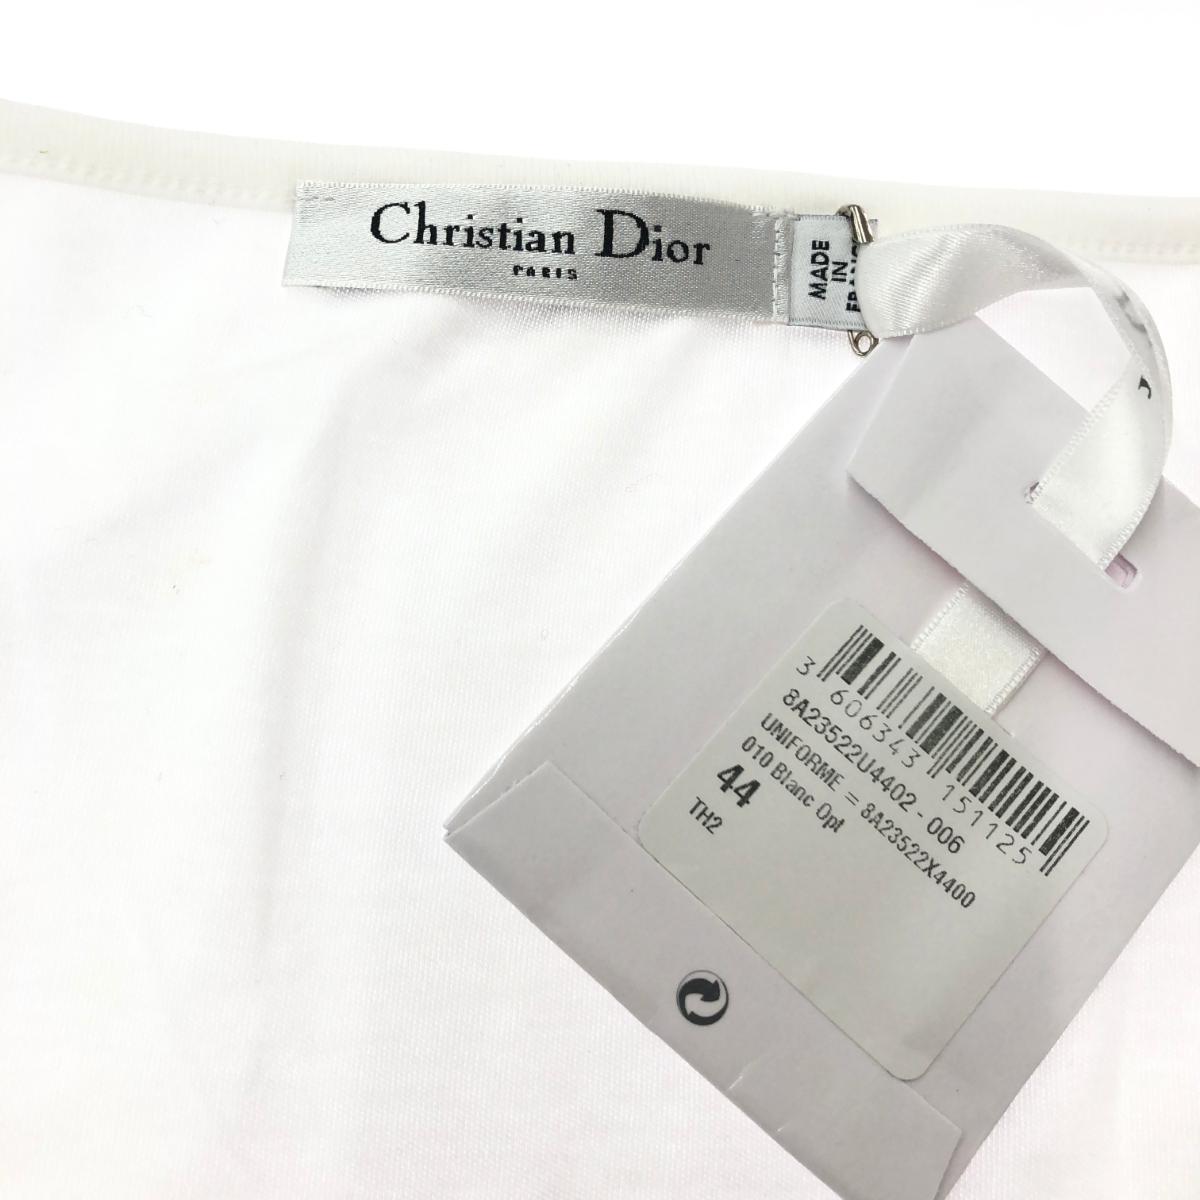 Christian Dior
PARIS
MADE
IN
3 606343 151125
8A23522U4402 - 006
UNIFORME = 8A23522X4400
010 Blanc Opt
44
TH2